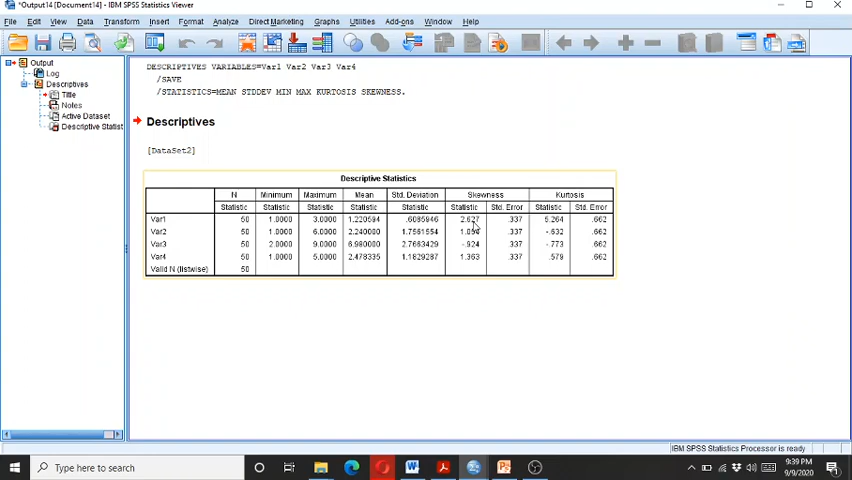 *Output14 [Document14] - IBM SPSS Statistics Viewer
File Edit View Data Transform Insert Format Analyze Direct Marketing Graphs Utilities Add-ons Window Help
Output
Log
Descriptives
Title
Notes
Active Dataset
Descriptive Statist
DESCRIPTIVES VARIABLES=Var1 Var2 Var3 Var4
/SAVE
/STATISTICS=MEAN STDDEV MIN MAX KURTOSIS SKEWNESS.
Descriptives
[DataSet2]
Descriptive Statistics
N Minimum Maximum Mean Std. Deviation Skewness Kurtosis
Statistic Statistic Statistic Statistic Statistic Statistic Std. Error Statistic Std. Error
Var1 50 1.0000 3.0000 1.220594 .6085946 2.627 .337 5.264 .662
Var2 50 1.0000 6.0000 2.240000 1.7561554 .337 -.632 .662
Var3 50 2.0000 9.0000 6.980000 2.7663429 -.924 .337 -.773 .662
Var4 50 1.0000 5.0000 2.478335 1.1829287 1.363 .337 .579 .662
Valid N (listwise) 50
IBM SPSS Statistics Processor is ready
Type here to search
9:39 PM
9/9/2020